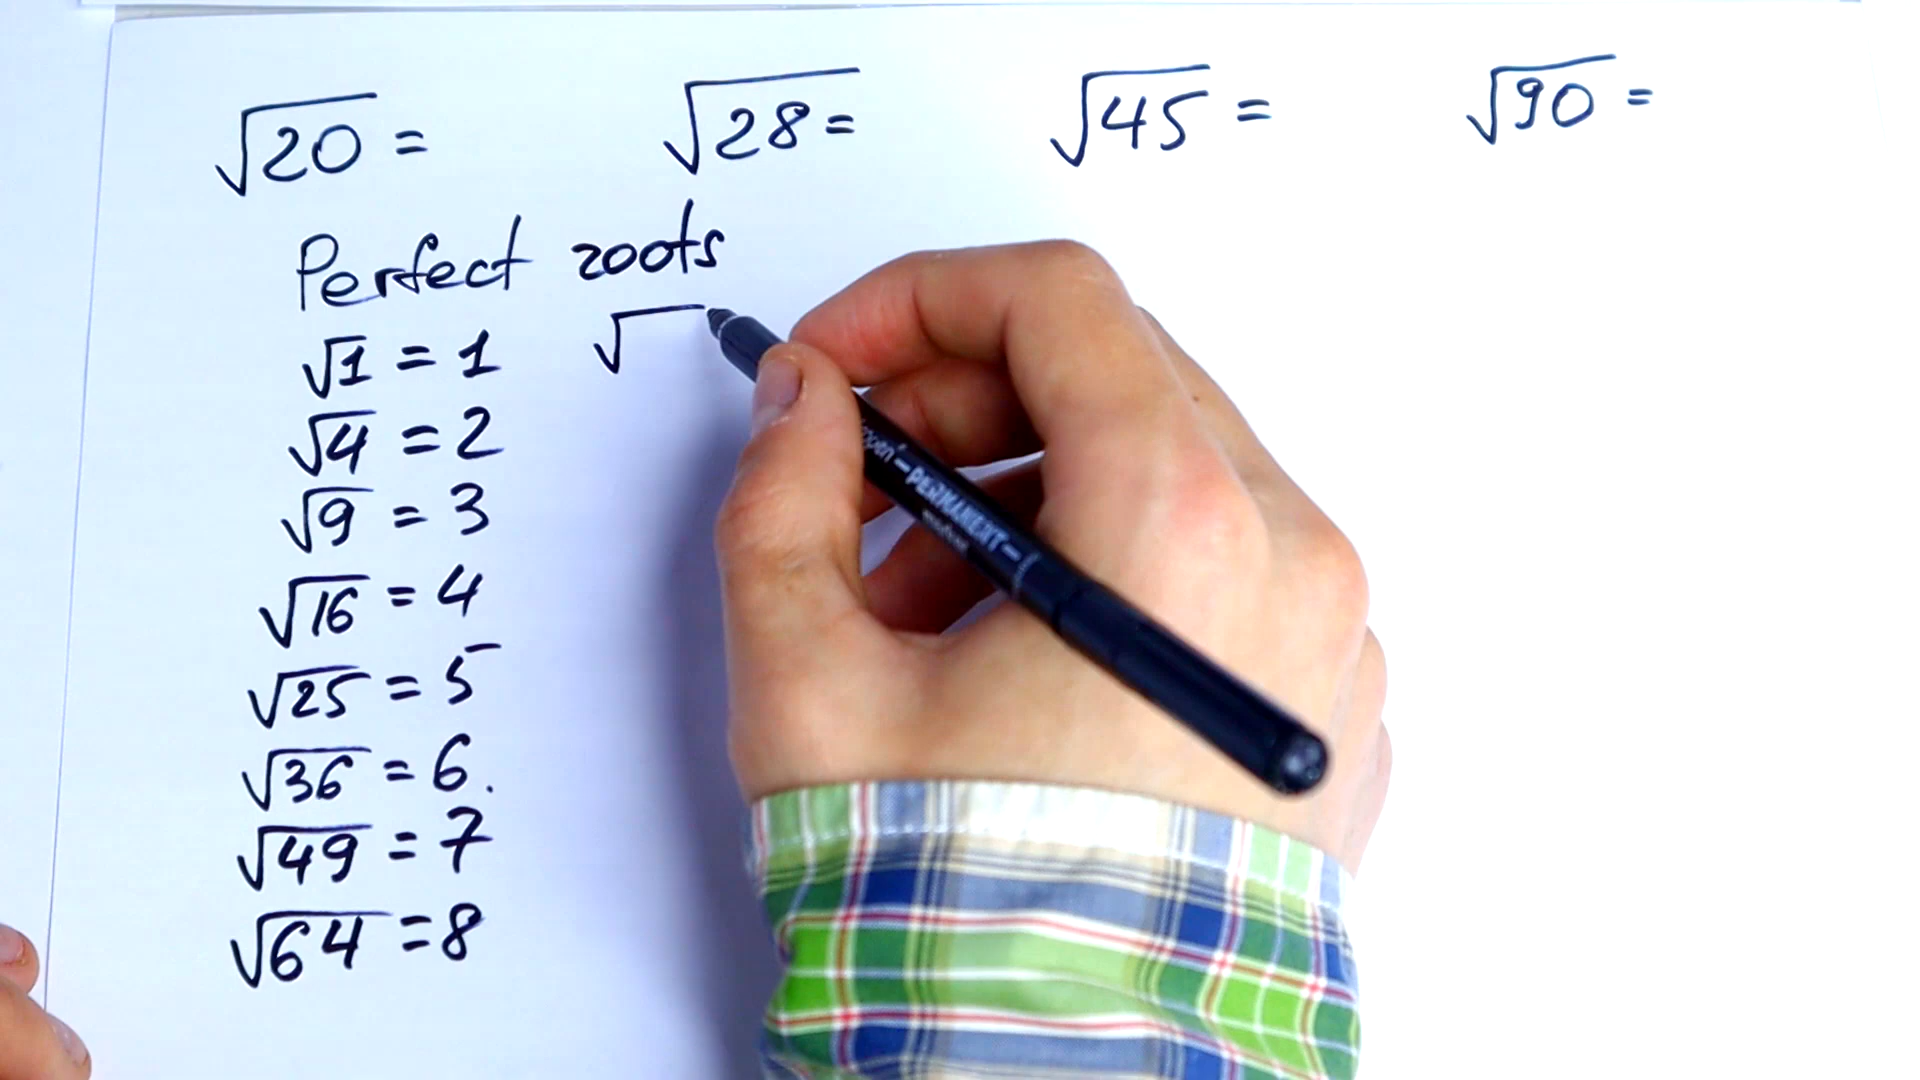 √20 = √28 = √45 = √90 =
Perfect roots
√1 = 1 √
√4 = 2
√9 = 3
√16 = 4
√25 = 5
√36 = 6.
√49 = 7
√64 = 8
PERMANENT